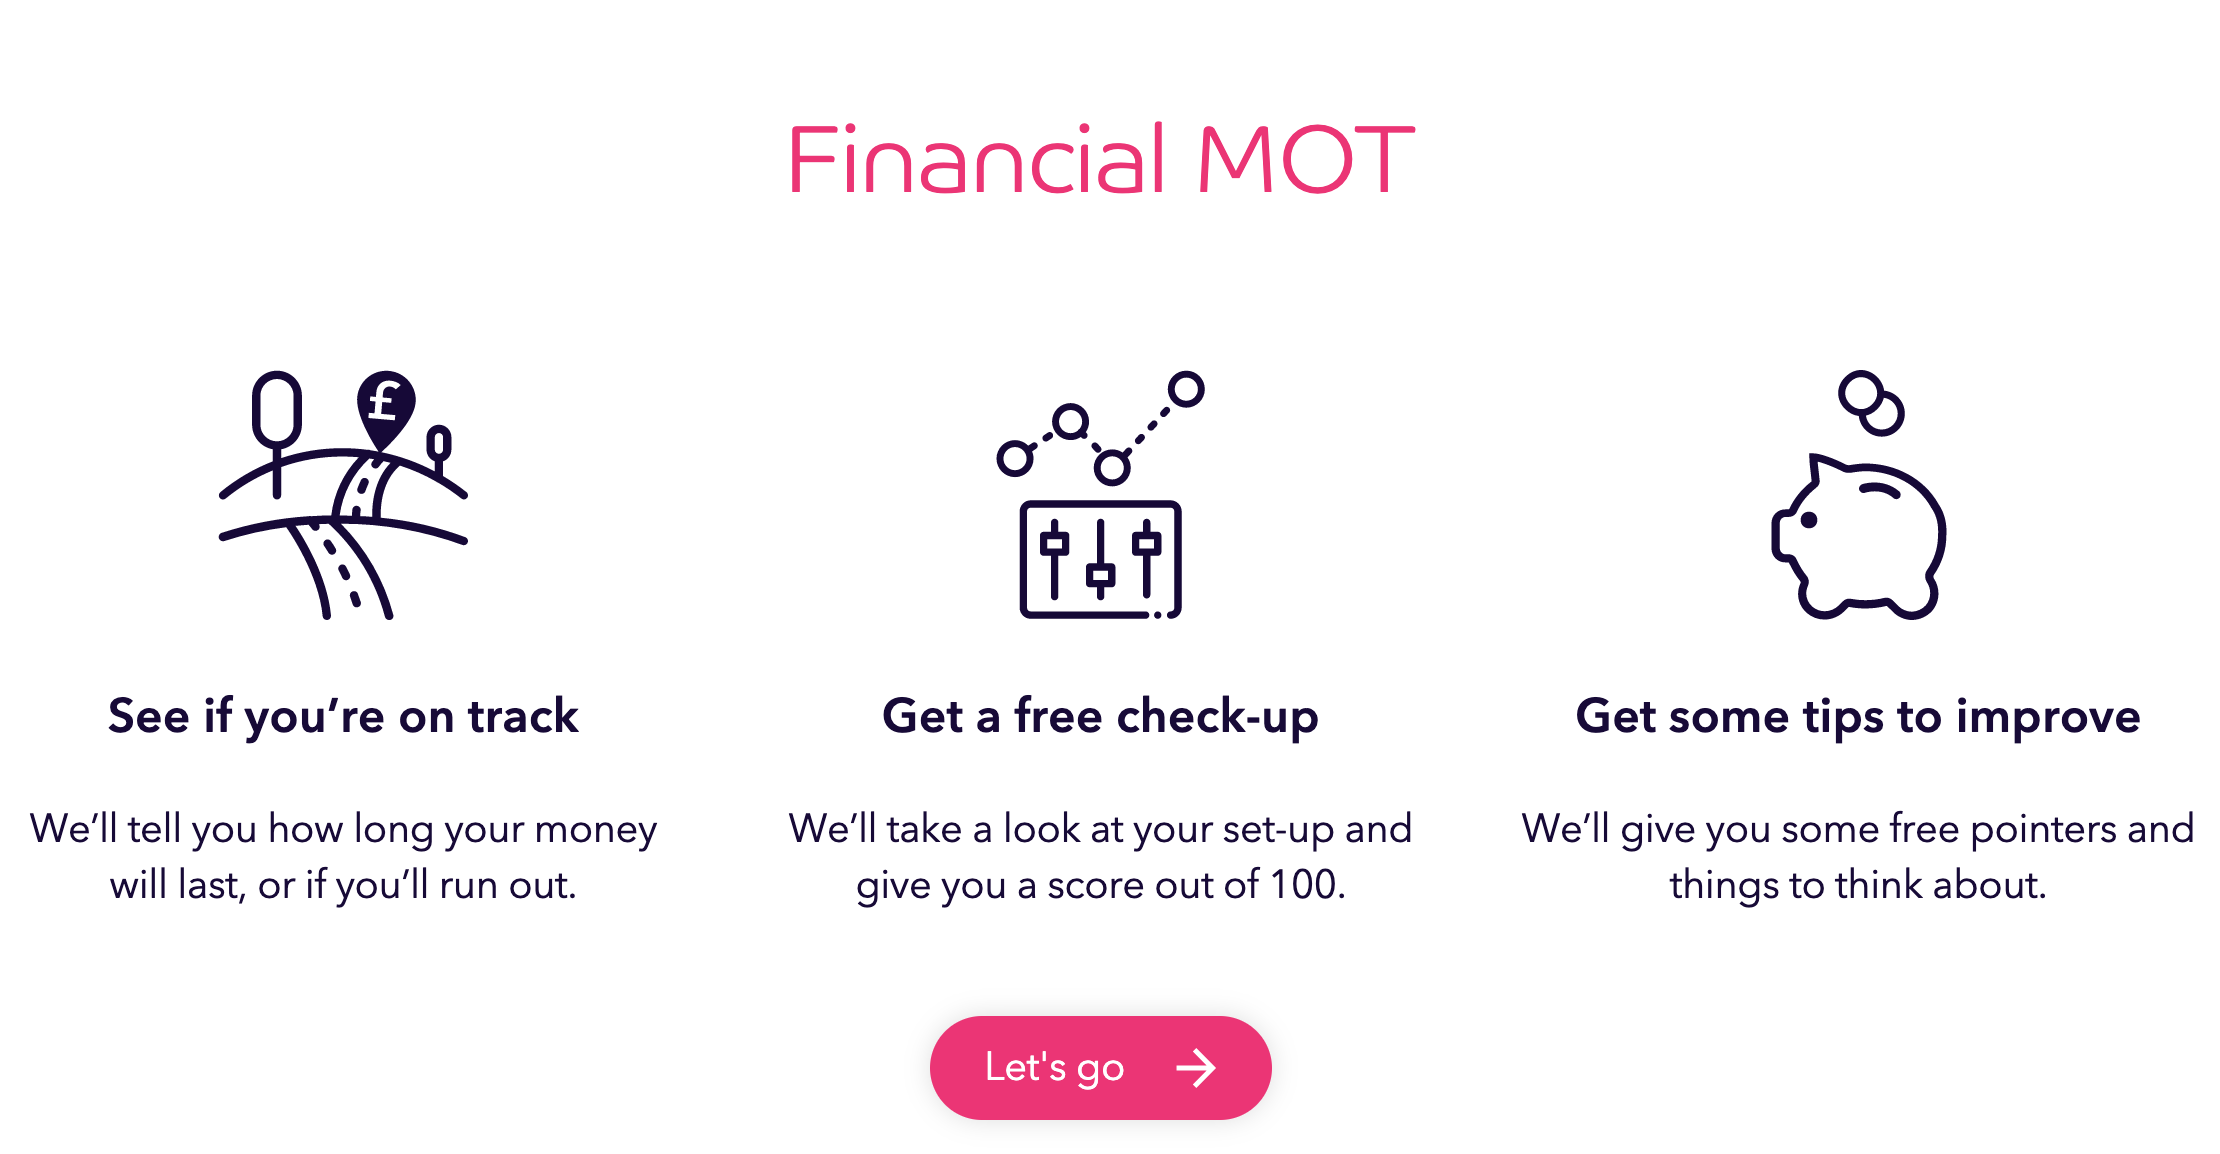 Financial MOT
£
See if you’re on track
We’ll tell you how long your money
will last, or if you’ll run out.
Get a free check-up
We’ll take a look at your set-up and
give you a score out of 100.
Get some tips to improve
We’ll give you some free pointers and
things to think about.
Let's go